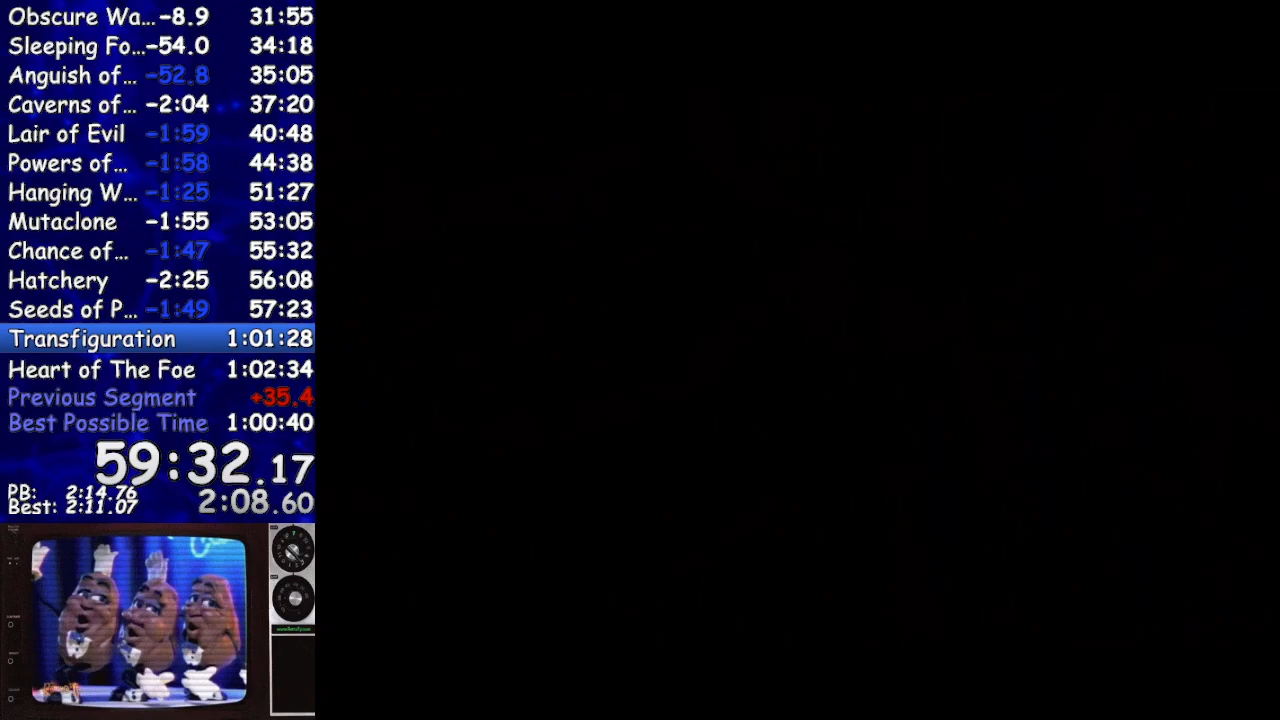 Obscure Wa... -8.9 31:55
Sleeping Fo... -54.0 34:18
Anguish of... -52.8 35:05
Caverns of... -2:04 37:20
Lair of Evil -1:59 40:48
Powers of... -1:58 44:38
Hanging W... -1:25 51:27
Mutaclone -1:55 53:05
Chance of... -1:47 55:32
Hatchery -2:25 56:08
Seeds of P... -1:49 57:23
Transfiguration 1:01:28
Heart of The Foe 1:02:34
Previous Segment +35.4
Best Possible Time 1:00:40
59:32.17
PB: 2:14.76
Best: 2:11.07
2:08.60